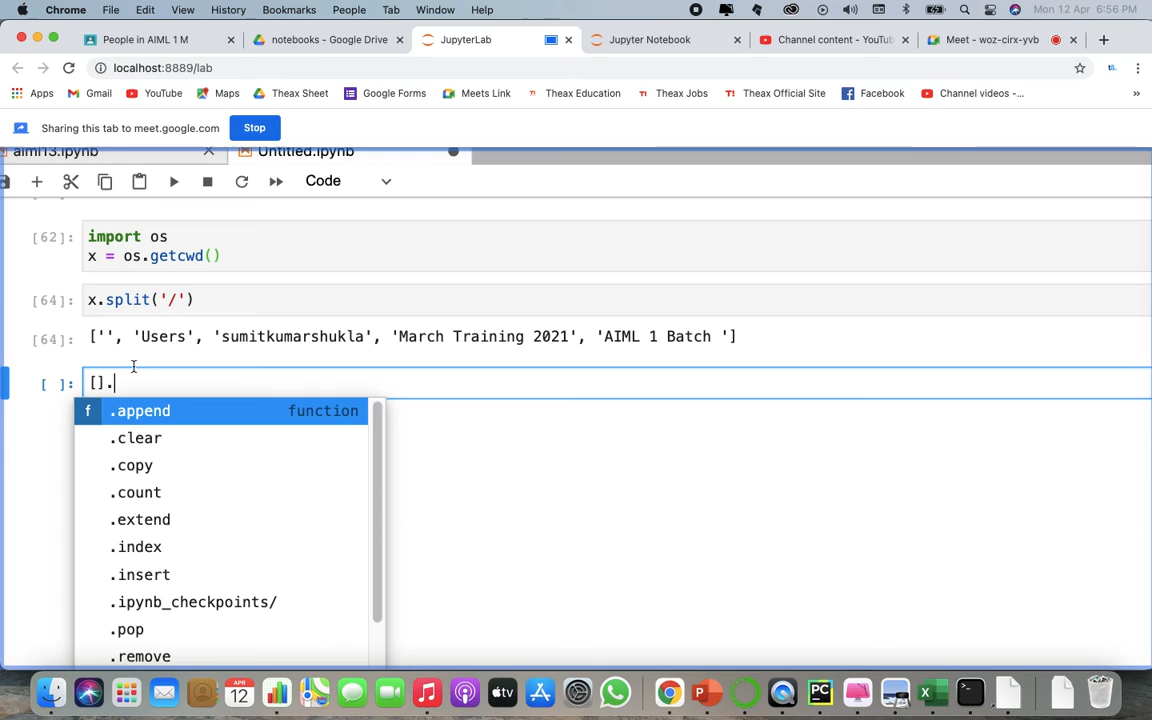 Chrome File Edit View History Bookmarks People Tab Window Help Mon 12 Apr 6:56 PM
People in AIML 1 M notebooks - Google Drive JupyterLab Jupyter Notebook Channel content - YouTub Meet - woz-cirx-yvb
localhost:8889/lab
Apps Gmail YouTube Maps Theax Sheet Google Forms Meets Link Theax Education Theax Jobs Theax Official Site Facebook Channel videos -... »
Sharing this tab to meet.google.com Stop
aiml13.ipynb Untitled.ipynb
Code
[62]: import os
x = os.getcwd()
[64]: x.split('/')
[64]: ['', 'Users', 'sumitkumarshukla', 'March Training 2021', 'AIML 1 Batch ']
[ ]: [].
f .append function
.clear
.copy
.count
.extend
.index
.insert
.ipynb_checkpoints/
.pop
.remove
APR
12
tv
P
PC
X